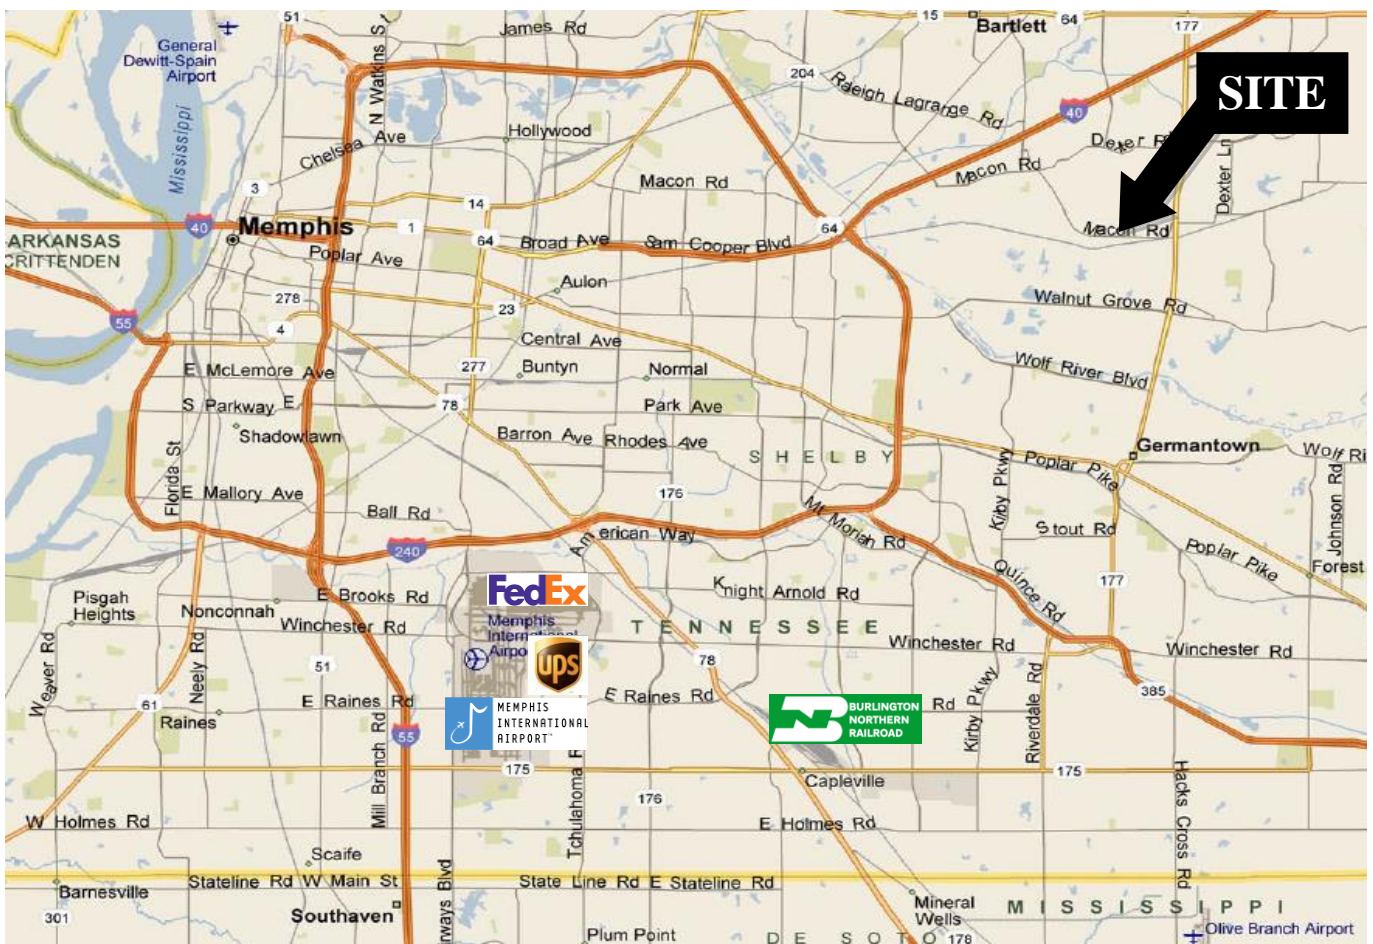 51
James Rd
15
Bartlett
64
177
General
Dewitt-Spain
Airport
N Watkins St
204
Raleigh Lagrange Rd
SITE
40
Hollywood
Chelsea Ave
Dexter Rd
Mississippi
Macon Rd
Macon Rd
Dexter Ln
3
14
40
Memphis
1
64
Broad Ave
Sam Cooper Blvd
64
Macon Rd
ARKANSAS
CRITTENDEN
Poplar Ave
Aulon
278
23
Walnut Grove Rd
55
4
Central Ave
E McLemore Ave
277
Buntyn
Normal
Wolf River Blvd
S Parkway E
78
Park Ave
Shadowlawn
Barron Ave
Rhodes Ave
SHELBY
Germantown
Wolf Ri
Florida St
Kirby Pkwy
Poplar Pike
E Mallory Ave
176
Johnson Rd
Ball Rd
Mt Moriah Rd
Stout Rd
240
American Way
Poplar Pike
Forest
Quince Rd
177
FedEx
Knight Arnold Rd
Pisgah
Heights
Nonconnah
E Brooks Rd
Winchester Rd
Memphis
International
Airpo
TENNESSEE
Winchester Rd
Winchester Rd
ups
Weaver Rd
Neely Rd
51
78
Kirby Pkwy
Riverdale Rd
385
61
Raines
E Raines Rd
E Raines Rd
Rd
MEMPHIS
INTERNATIONAL
AIRPORT™
BURLINGTON
NORTHERN
RAILROAD
Mill Branch Rd
55
175
Tchulahoma R
Capleville
175
176
Hacks Cross Rd
W Holmes Rd
E Holmes Rd
Scaife
Barnesville
Stateline Rd W
Main St
State Line Rd E
Stateline Rd
rways Blvd
301
Southaven
Mineral
Wells
MISSISSIPPI
Plum Point
DE SOTO
178
Olive Branch Airport